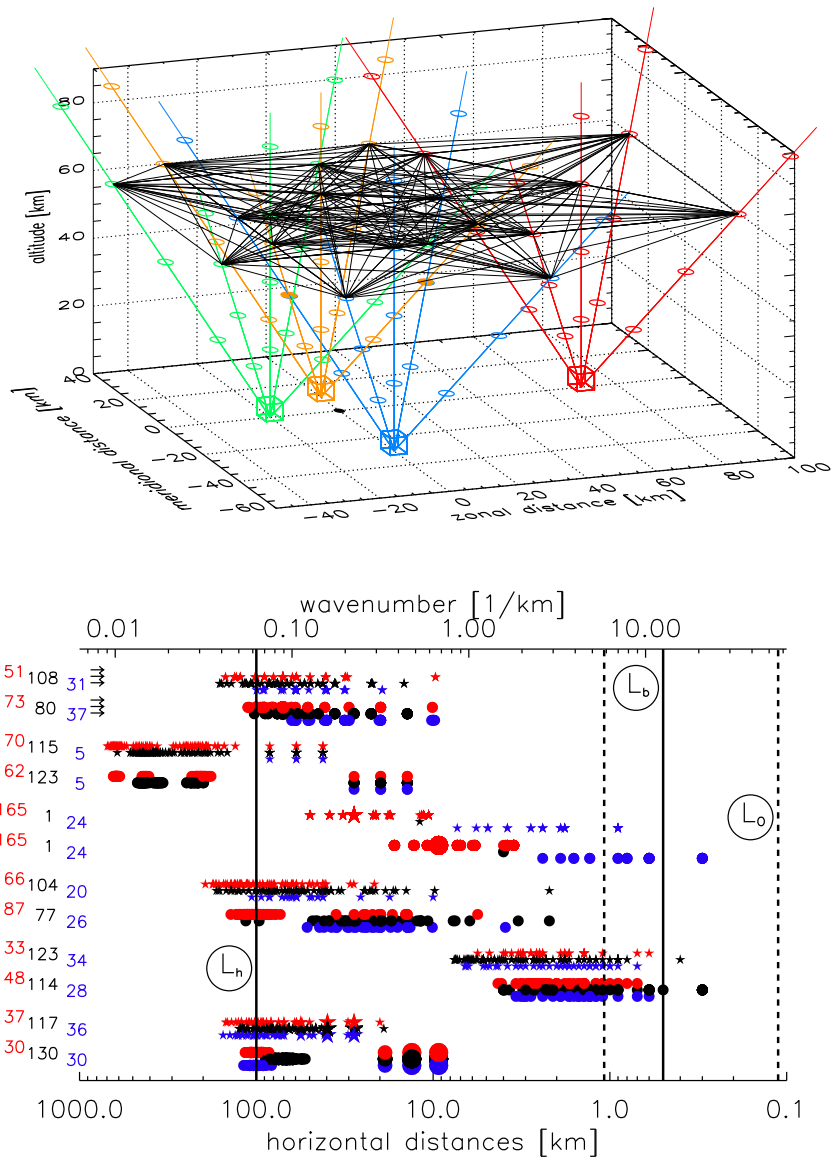 80
60
40
20
altitude [km]
40
20
0
−20
−40
−60
meridional distance [km]
−40
−20
0
20
40
60
80
100
zonal distance [km]
wavenumber [1/km]
0.01 0.10 1.00 10.00
51 108 31
73 80 37
70 115 5
62 123 5
165 1 24
165 1 24
66 104 20
87 77 26
33 123 34
48 114 28
37 117 36
30 130 30
L_b
L_o
L_h
1000.0 100.0 10.0 1.0 0.1
horizontal distances [km]